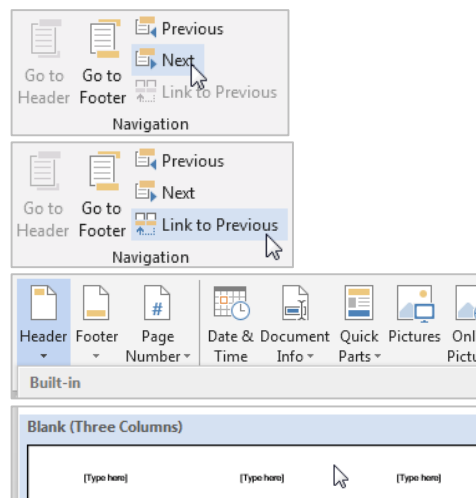 Previous
Next
Go to Go to
Header Footer Link to Previous
Navigation
Previous
Next
Go to Go to
Header Footer Link to Previous
Navigation
Header Footer Page Date & Document Quick Pictures Onl
Number Time Info Parts Pictu
#
Built-in
Blank (Three Columns)
[Type here] [Type here] [Type here]